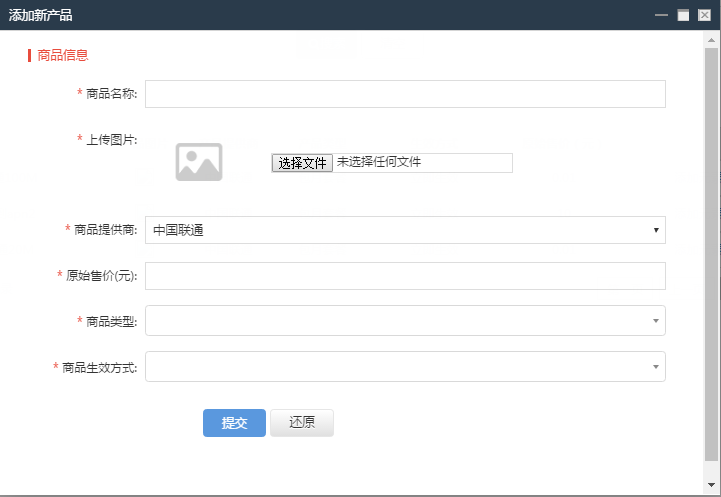 添加新产品
商品信息
* 商品名称:
* 上传图片: 选择文件 未选择任何文件
* 商品提供商: 中国联通
* 原始售价(元):
* 商品类型:
* 商品生效方式:
提交 还原